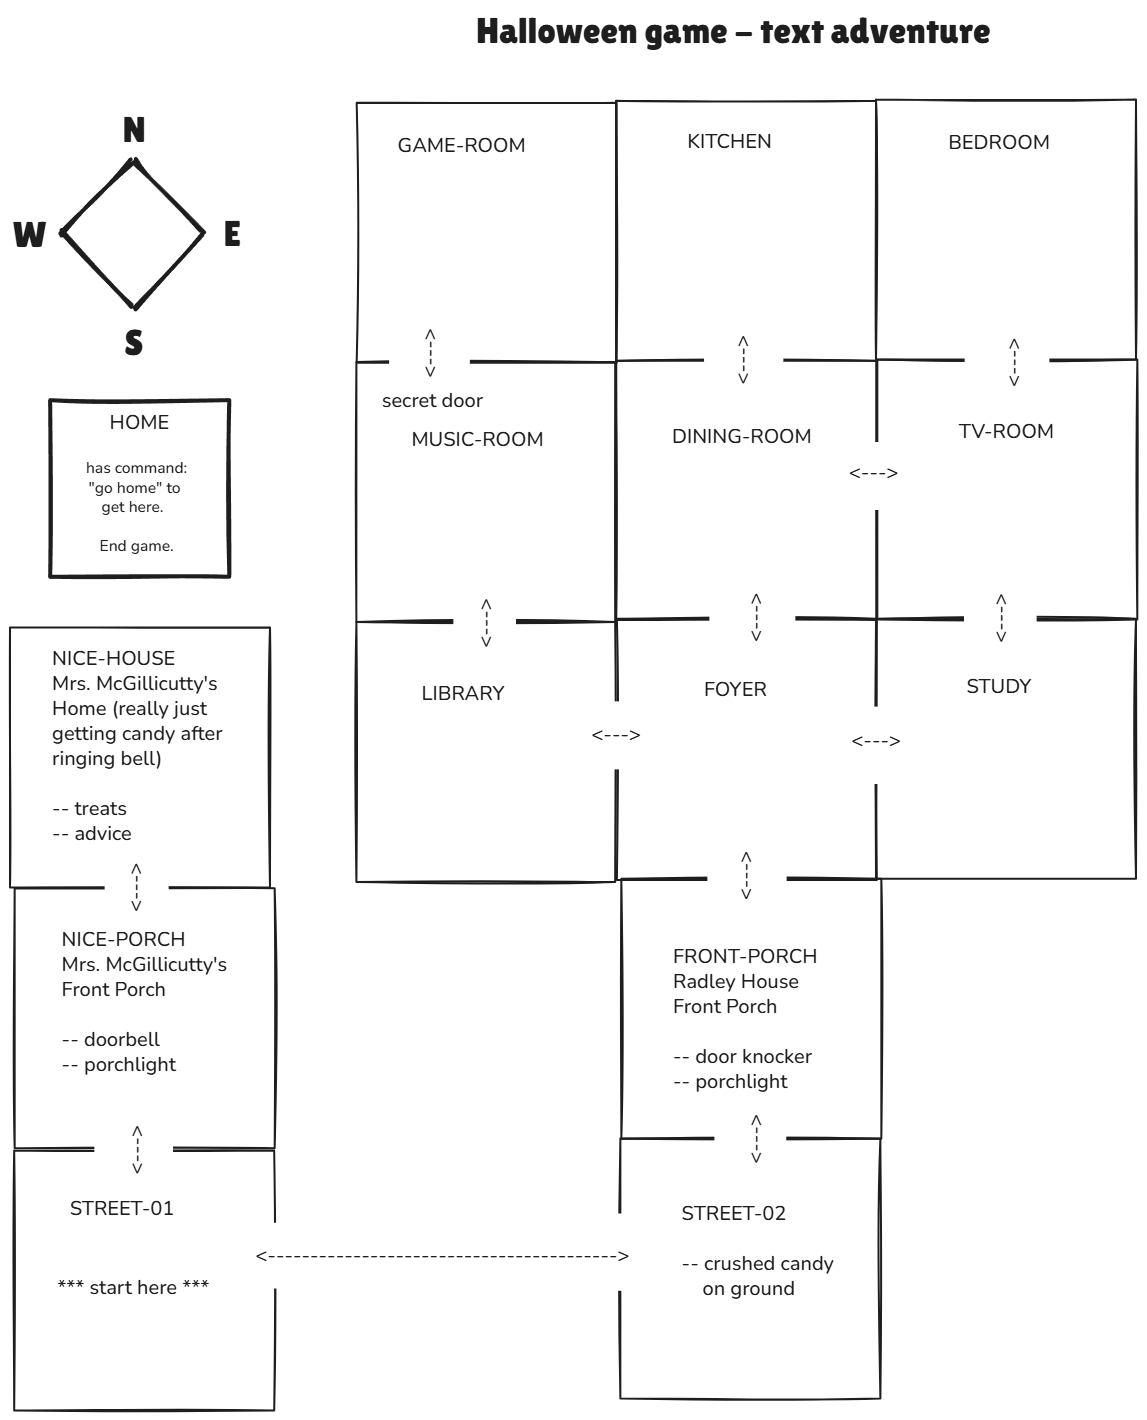 Halloween game – text adventure
N
W
E
S
HOME
has command:
"go home" to
get here.
End game.
GAME-ROOM
KITCHEN
BEDROOM
<--->
<--->
<--->
secret door
MUSIC-ROOM
DINING-ROOM
TV-ROOM
<--->
<--->
<--->
<--->
LIBRARY
FOYER
STUDY
<--->
<--->
<--->
NICE-HOUSE
Mrs. McGillicutty's
Home (really just
getting candy after
ringing bell)
-- treats
-- advice
<--->
NICE-PORCH
Mrs. McGillicutty's
Front Porch
-- doorbell
-- porchlight
<--->
FRONT-PORCH
Radley House
Front Porch
-- door knocker
-- porchlight
<--->
STREET-01
*** start here ***
<----------------------------------------->
STREET-02
-- crushed candy
on ground